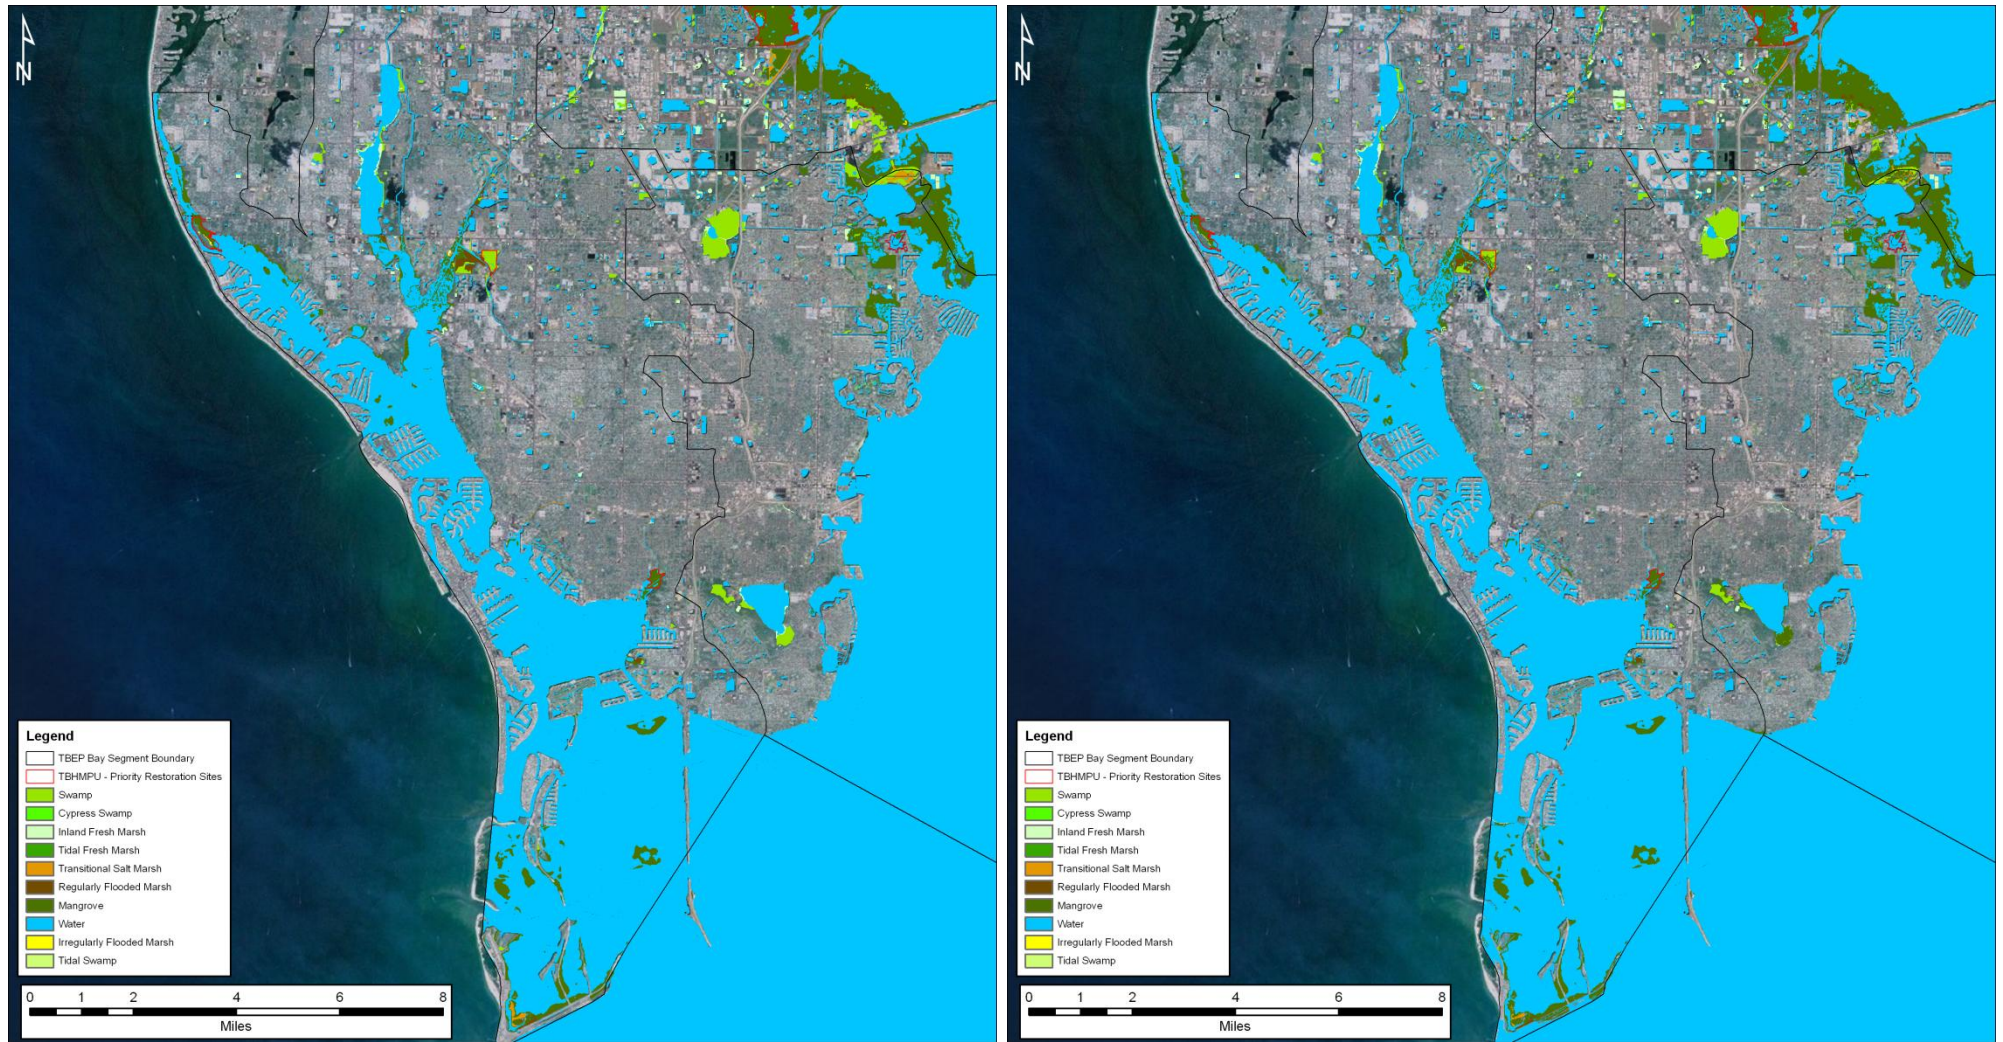 N
Legend
TBEP Bay Segment Boundary
TBHMPU - Priority Restoration Sites
Swamp
Cypress Swamp
Inland Fresh Marsh
Tidal Fresh Marsh
Transitional Salt Marsh
Regularly Flooded Marsh
Mangrove
Water
Irregularly Flooded Marsh
Tidal Swamp
0 1 2 4 6 8
Miles
N
Legend
TBEP Bay Segment Boundary
TBHMPU - Priority Restoration Sites
Swamp
Cypress Swamp
Inland Fresh Marsh
Tidal Fresh Marsh
Transitional Salt Marsh
Regularly Flooded Marsh
Mangrove
Water
Irregularly Flooded Marsh
Tidal Swamp
0 1 2 4 6 8
Miles